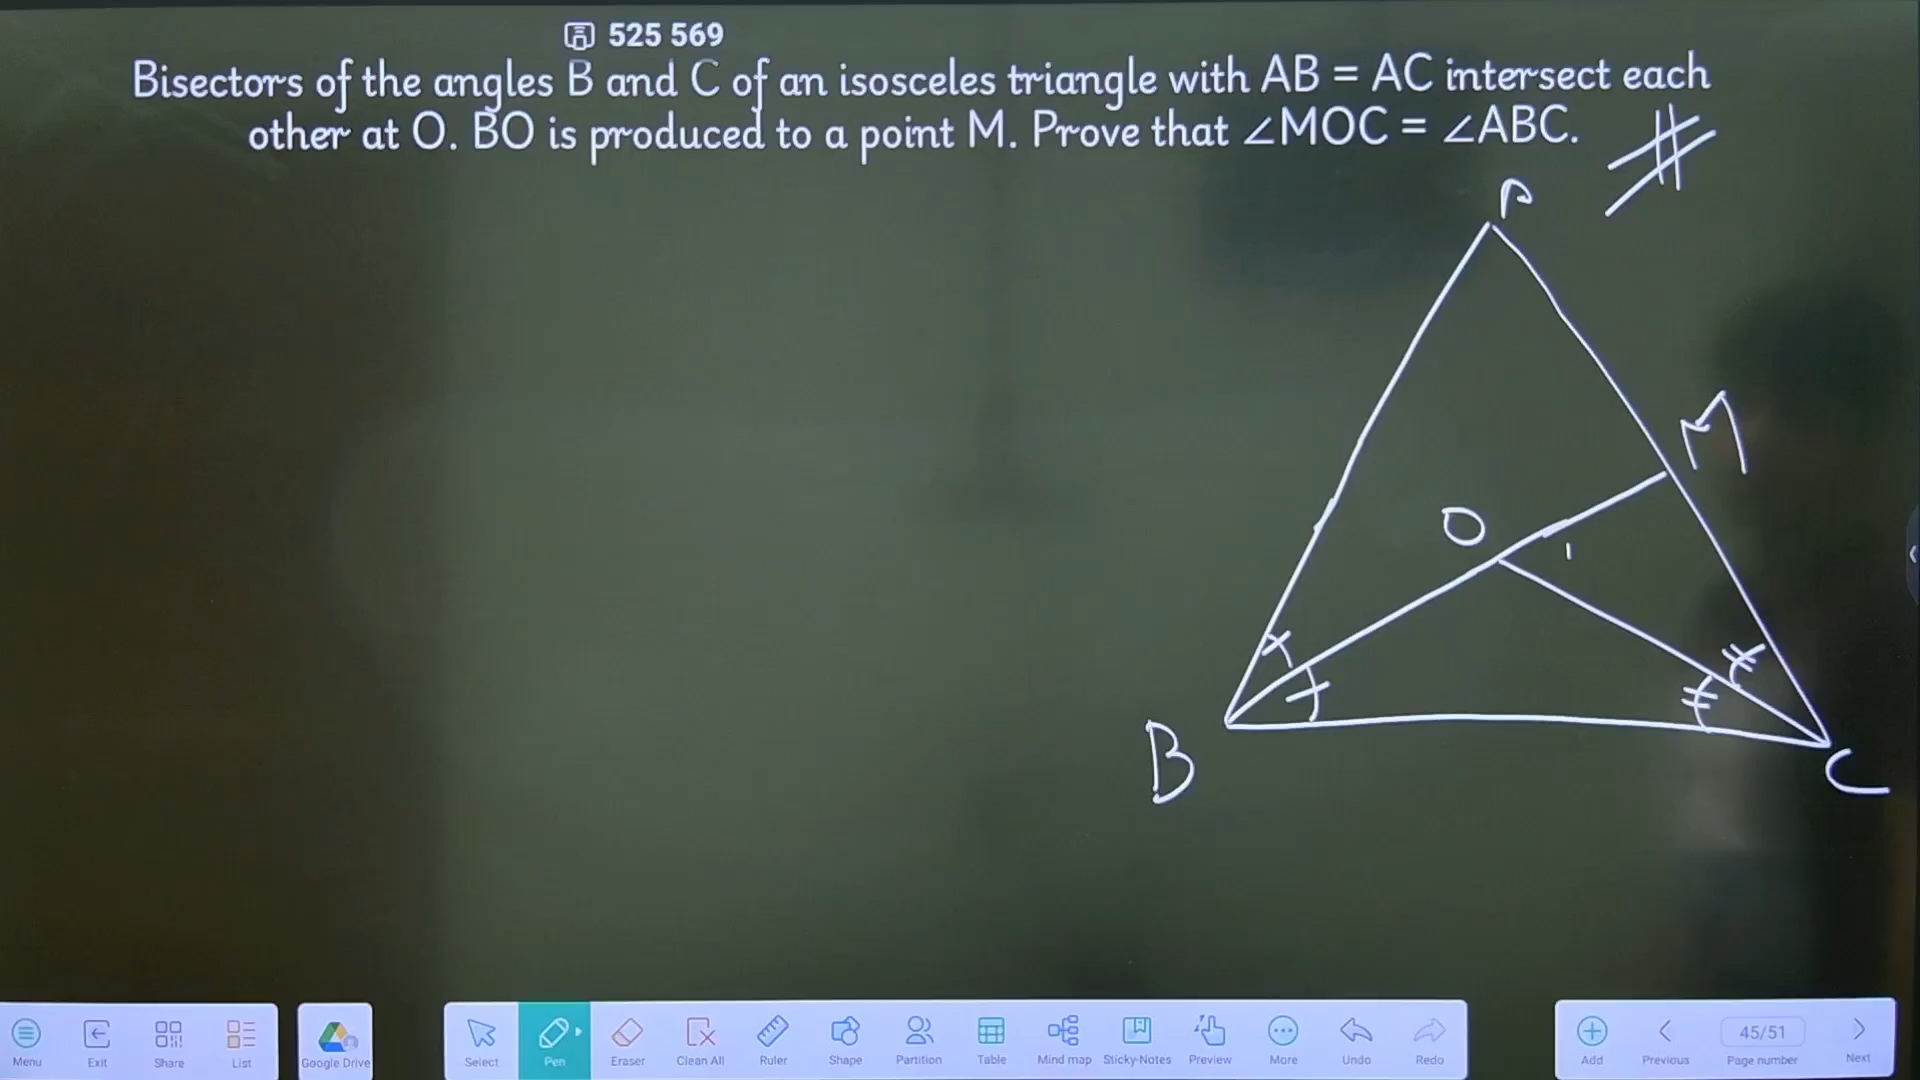 525 569
Bisectors of the angles B and C of an isosceles triangle with AB = AC intersect each
other at O. BO is produced to a point M. Prove that ∠MOC = ∠ABC.
M
O
B
C
Menu
Exit
Share
List
Google Drive
Select
Pen
Eraser
Clean All
Ruler
Shape
Partition
Table
Mind map
Sticky-Notes
Preview
More
Undo
Redo
Add
Previous
45/51
Page number
Next